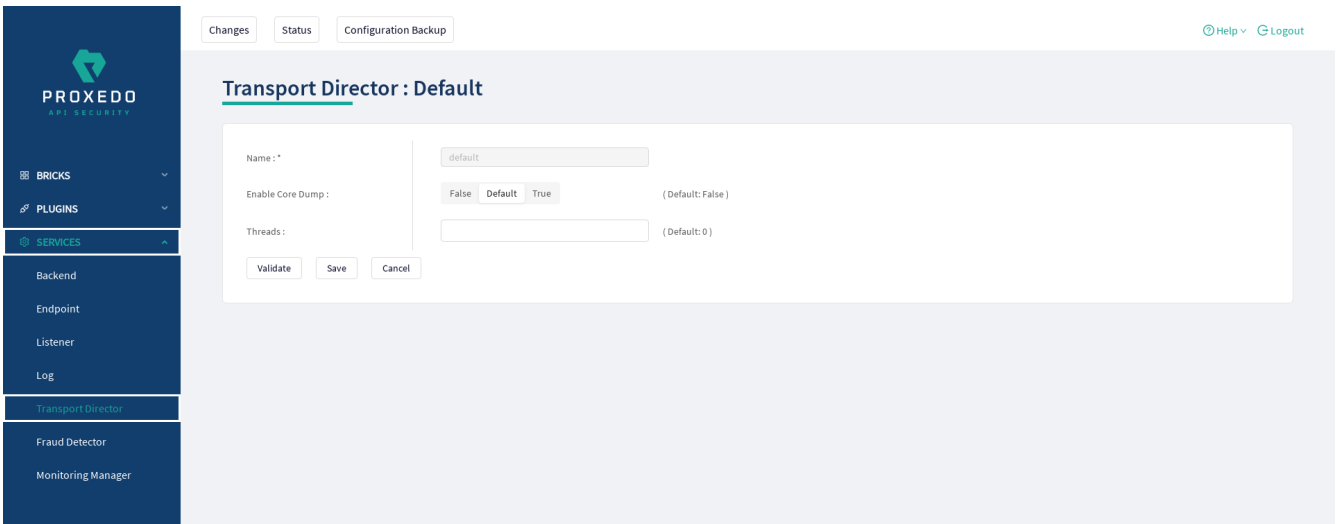 Changes Status Configuration Backup Help Logout
PROXEDO
API SECURITY
Transport Director : Default
Name : * default
Enable Core Dump : False Default True ( Default: False )
Threads : ( Default: 0 )
Validate Save Cancel
BRICKS
PLUGINS
SERVICES
Backend
Endpoint
Listener
Log
Transport Director
Fraud Detector
Monitoring Manager